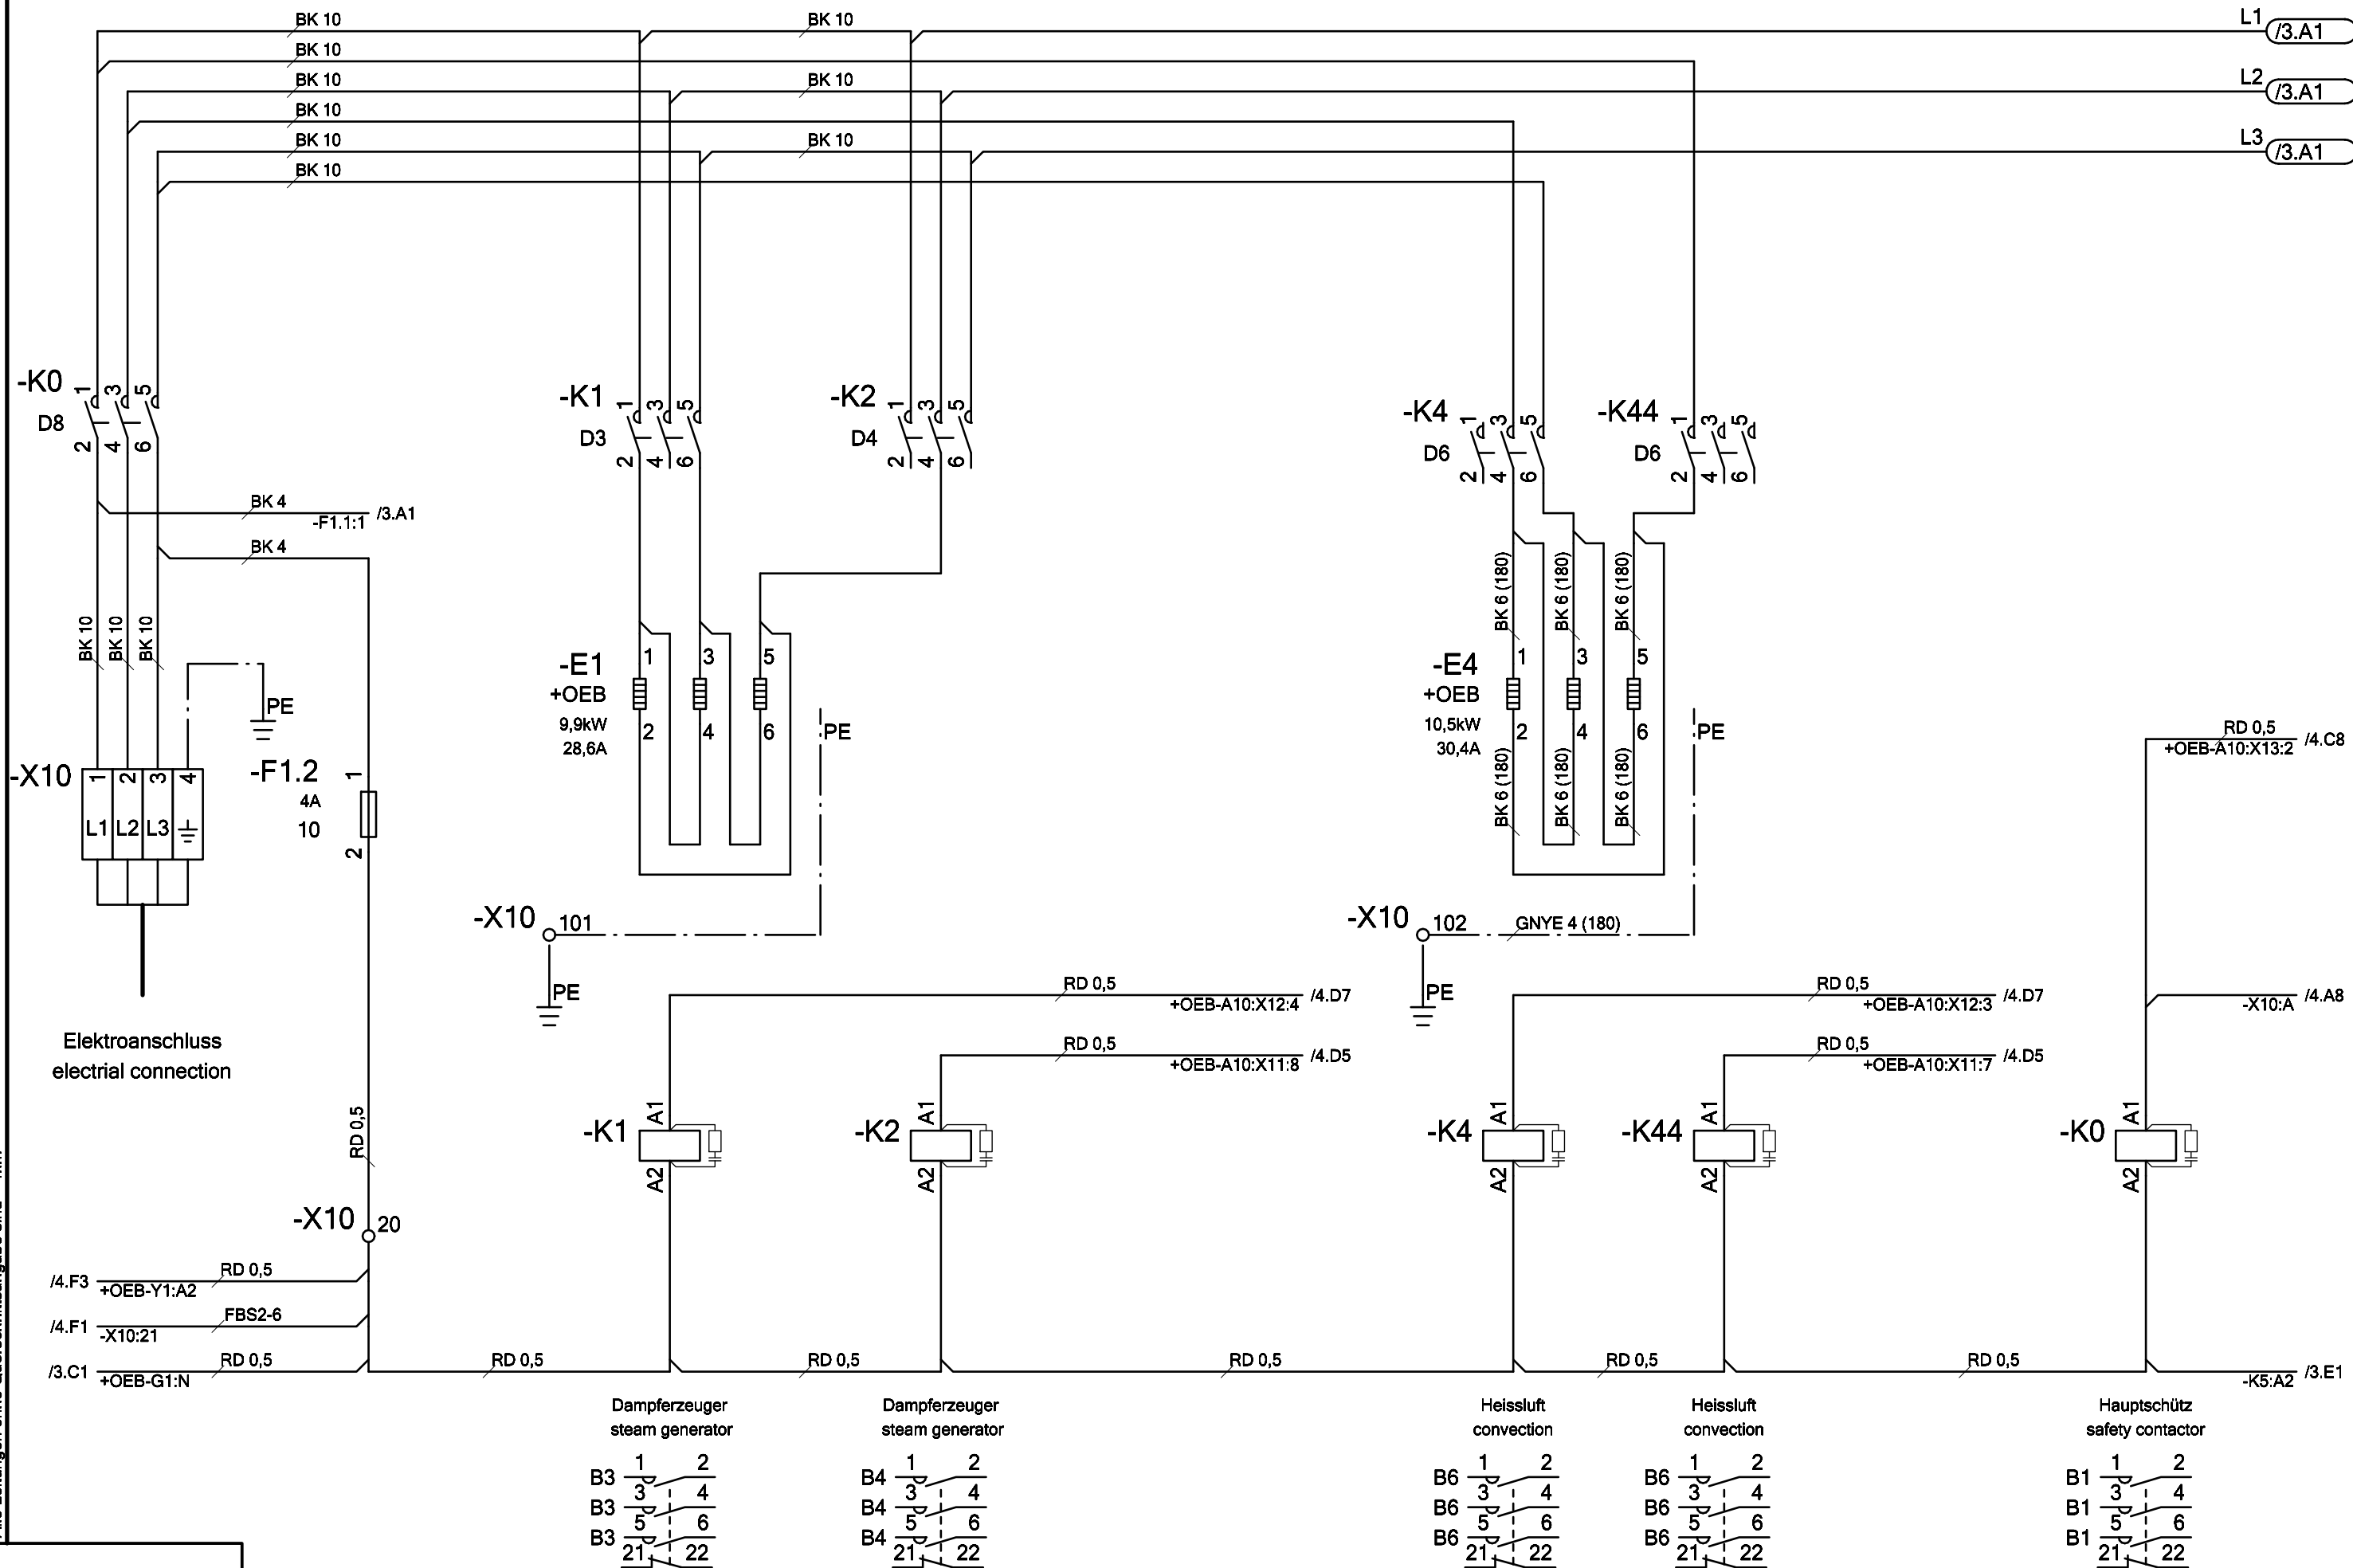 BK 10 BK 10 L1 /3.A1
BK 10
BK 10 BK 10 L2 /3.A1
BK 10
BK 10 BK 10 L3 /3.A1
BK 10
-K0 1 3 5
D8 2 4 6
-K1 1 3 5
D3 2 4 6
-K2 1 3 5
D4 2 4 6
-K4 1 3 5
D6 2 4 6
-K44 1 3 5
D6 2 4 6
BK 4 /3.A1
-F1.1:1
BK 4
BK 10 BK 10 BK 10
PE
-X10 1 2 3 4
L1 L2 L3
Elektroanschluss
electrial connection
-F1.2 1
4A
10
2
-E1 1 3 5
+OEB
9,9kW 2 4 6
28,6A
PE
-X10 101
PE
BK 6 (180) BK 6 (180) BK 6 (180)
-E4 1 3 5
+OEB
10,5kW 2 4 6
30,4A
BK 6 (180) BK 6 (180) BK 6 (180)
PE
-X10 102 GNYE 4 (180)
PE
RD 0,5 /4.C8
+OEB-A10:X13:2
RD 0,5 /4.D7
+OEB-A10:X12:4
RD 0,5 /4.D5
+OEB-A10:X11:8
RD 0,5 /4.D7
+OEB-A10:X12:3
RD 0,5 /4.D5
+OEB-A10:X11:7
/4.A8
-X10:A
-K1 A1 A2
-K2 A1 A2
-K4 A1 A2
-K44 A1 A2
-K0 A1 A2
RD 0,5
-X10 20
/4.F3 RD 0,5
+OEB-Y1:A2
/4.F1 FBS2-6
-X10:21
/3.C1 RD 0,5
+OEB-G1:N
RD 0,5 RD 0,5 RD 0,5 RD 0,5 RD 0,5 /3.E1
-K5:A2
Dampferzeuger
steam generator
B3 1 2
B3 3 4
B3 5 6
21 22
Dampferzeuger
steam generator
B4 1 2
B4 3 4
B4 5 6
21 22
Heissluft
convection
B6 1 2
B6 3 4
B6 5 6
21 22
Heissluft
convection
B6 1 2
B6 3 4
B6 5 6
21 22
Hauptschütz
safety contactor
B1 1 2
B1 3 4
B1 5 6
21 22